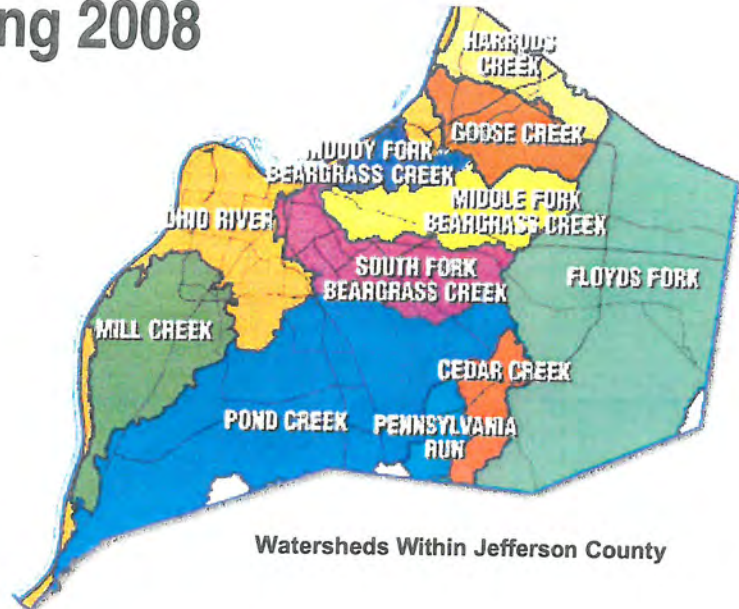 ng 2008
HARRODS
CREEK
GOOSE CREEK
MUDDY FORK
BEARGRASS CREEK
MIDDLE FORK
BEARGRASS CREEK
OHIO RIVER
SOUTH FORK
BEARGRASS CREEK
FLOYDS FORK
MILL CREEK
CEDAR CREEK
POND CREEK
PENNSYLVANIA
RUN
Watersheds Within Jefferson County